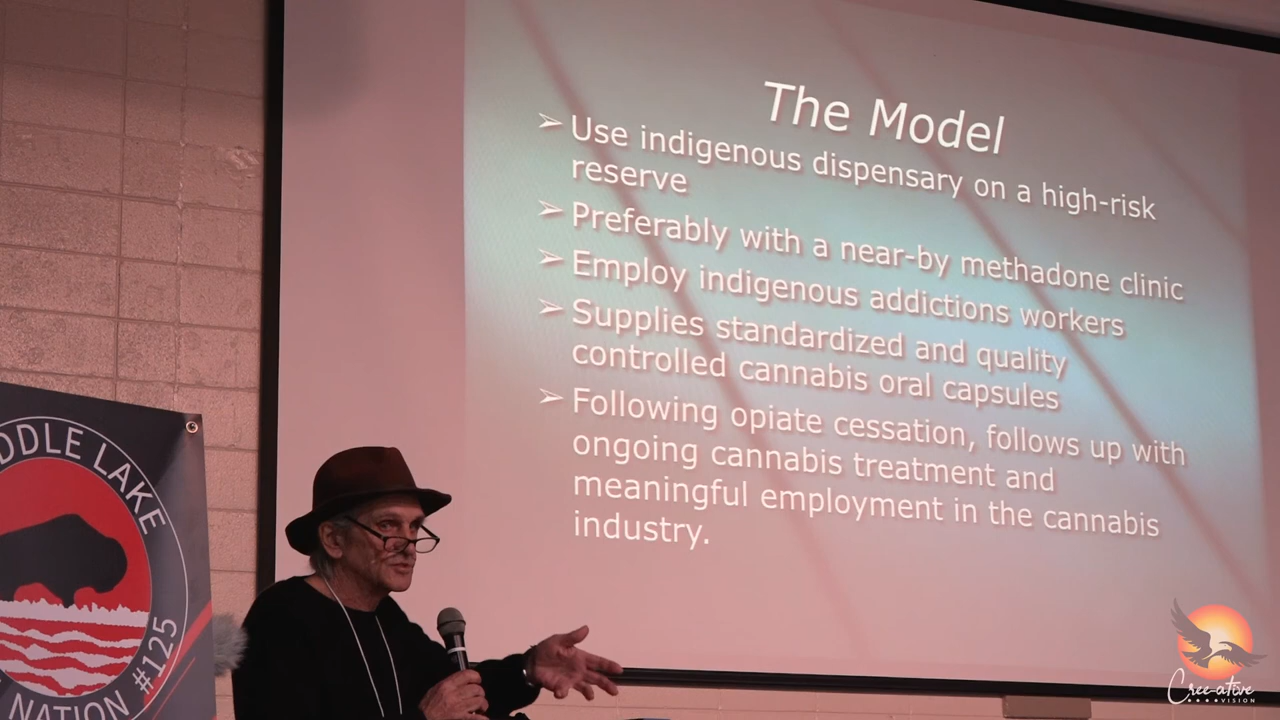 The Model
➢ Use indigenous dispensary on a high-risk
reserve
➢ Preferably with a near-by methadone clinic
➢ Employ indigenous addictions workers
➢ Supplies standardized and quality
controlled cannabis oral capsules
➢ Following opiate cessation, follows up with
ongoing cannabis treatment and
meaningful employment in the cannabis
industry.
DDLE LAKE
NATION #125
Cree-ative
VISION